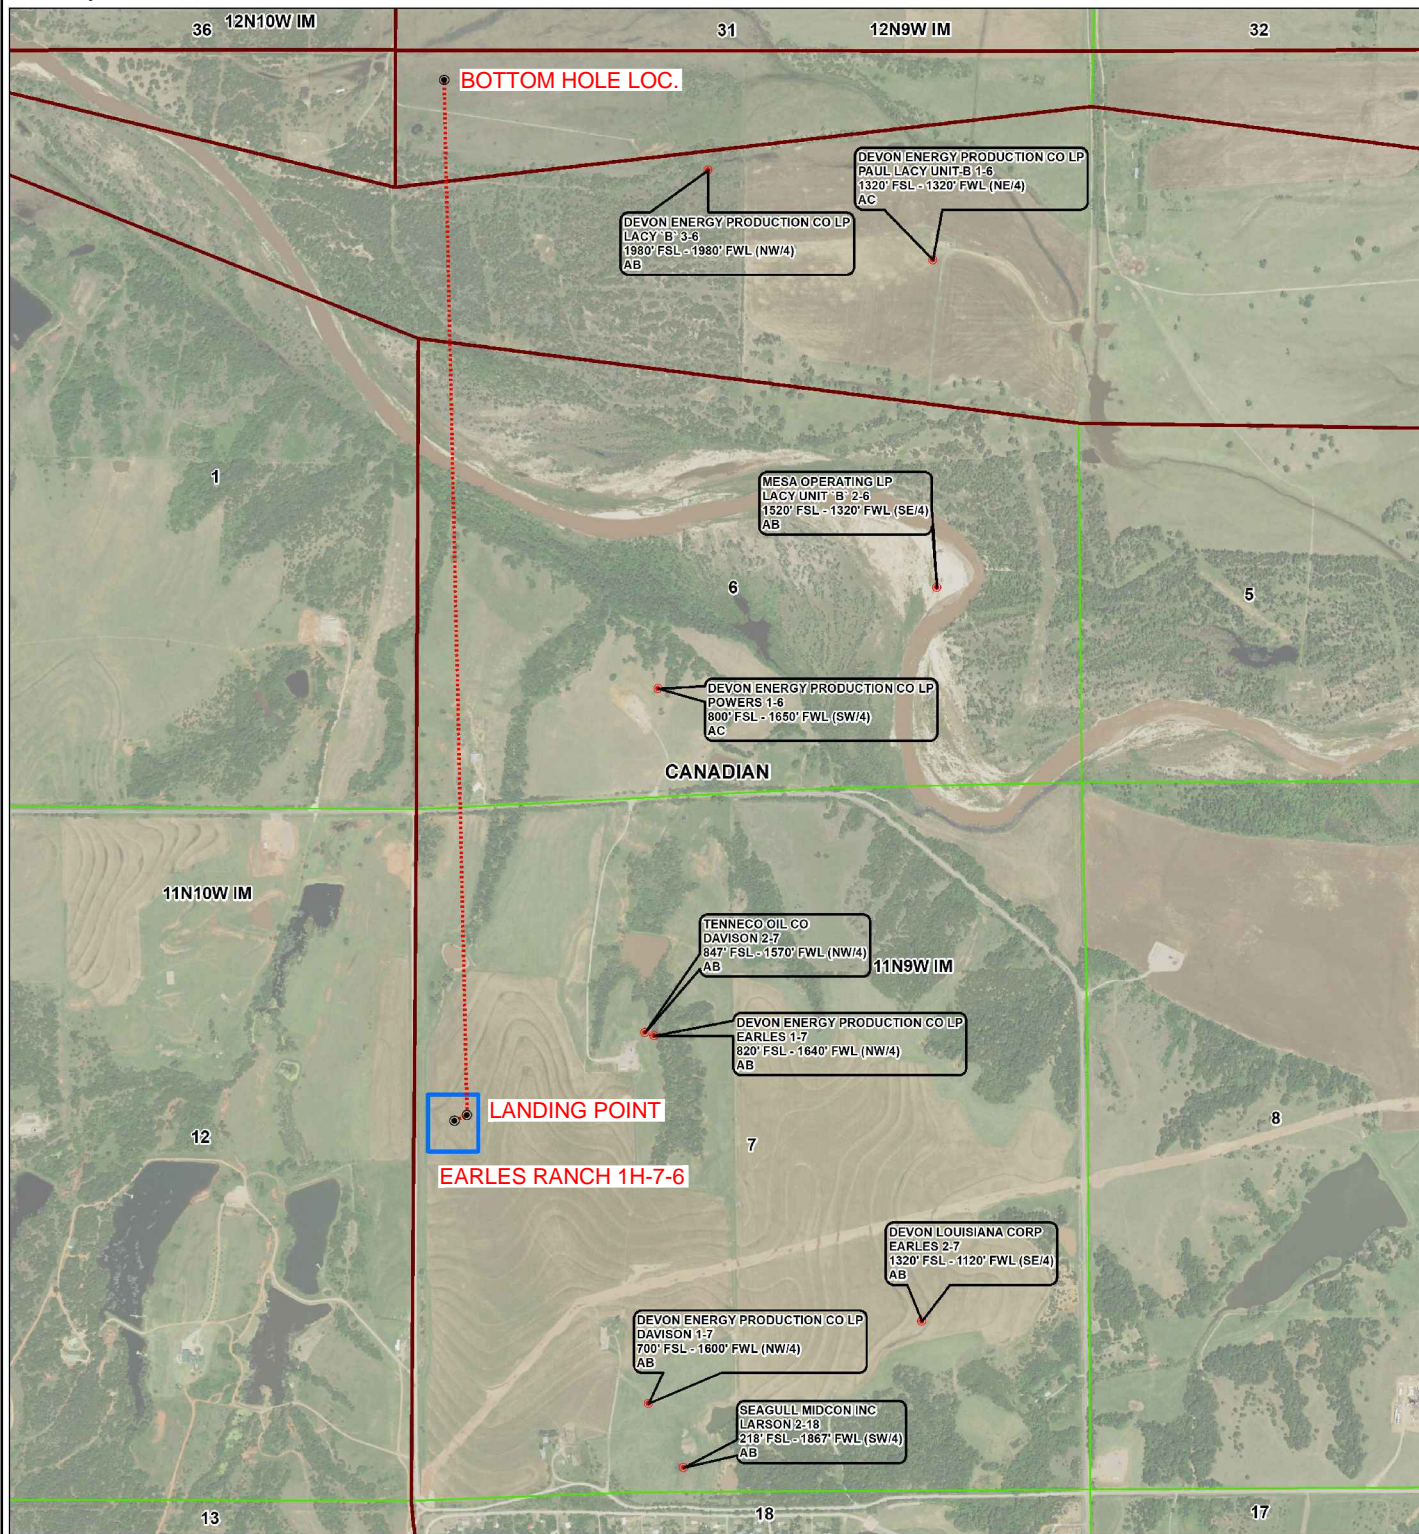 36
12N10W IM
31
12N9W IM
32
BOTTOM HOLE LOC.
DEVON ENERGY PRODUCTION CO LP
PAUL LACY UNIT-B 1-6
1320' FSL - 1320' FWL (NE/4)
AC
DEVON ENERGY PRODUCTION CO LP
LACY `B` 3-6
1980' FSL - 1980' FWL (NW/4)
AB
1
MESA OPERATING LP
LACY UNIT `B` 2-6
1520' FSL - 1320' FWL (SE/4)
AB
6
5
DEVON ENERGY PRODUCTION CO LP
POWERS 1-6
800' FSL - 1650' FWL (SW/4)
AC
CANADIAN
11N10W IM
TENNECO OIL CO
DAVISON 2-7
847' FSL - 1570' FWL (NW/4)
AB
11N9W IM
DEVON ENERGY PRODUCTION CO LP
EARLES 1-7
820' FSL - 1640' FWL (NW/4)
AB
LANDING POINT
12
7
8
EARLES RANCH 1H-7-6
DEVON LOUISIANA CORP
EARLES 2-7
1320' FSL - 1120' FWL (SE/4)
AB
DEVON ENERGY PRODUCTION CO LP
DAVISON 1-7
700' FSL - 1600' FWL (NW/4)
AB
SEAGULL MIDCON INC
LARSON 2-18
218' FSL - 1867' FWL (SW/4)
AB
13
18
17